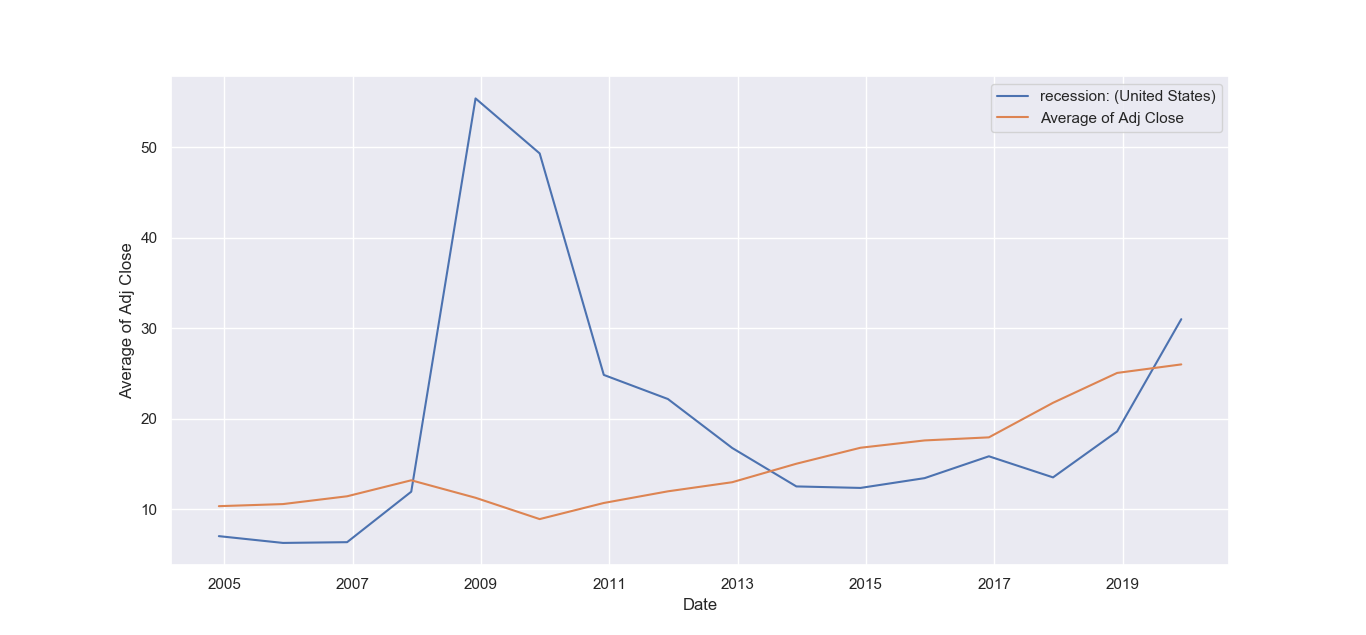 recession: (United States)
Average of Adj Close
50
40
30
20
10
Average of Adj Close
2005 2007 2009 2011 2013 2015 2017 2019
Date